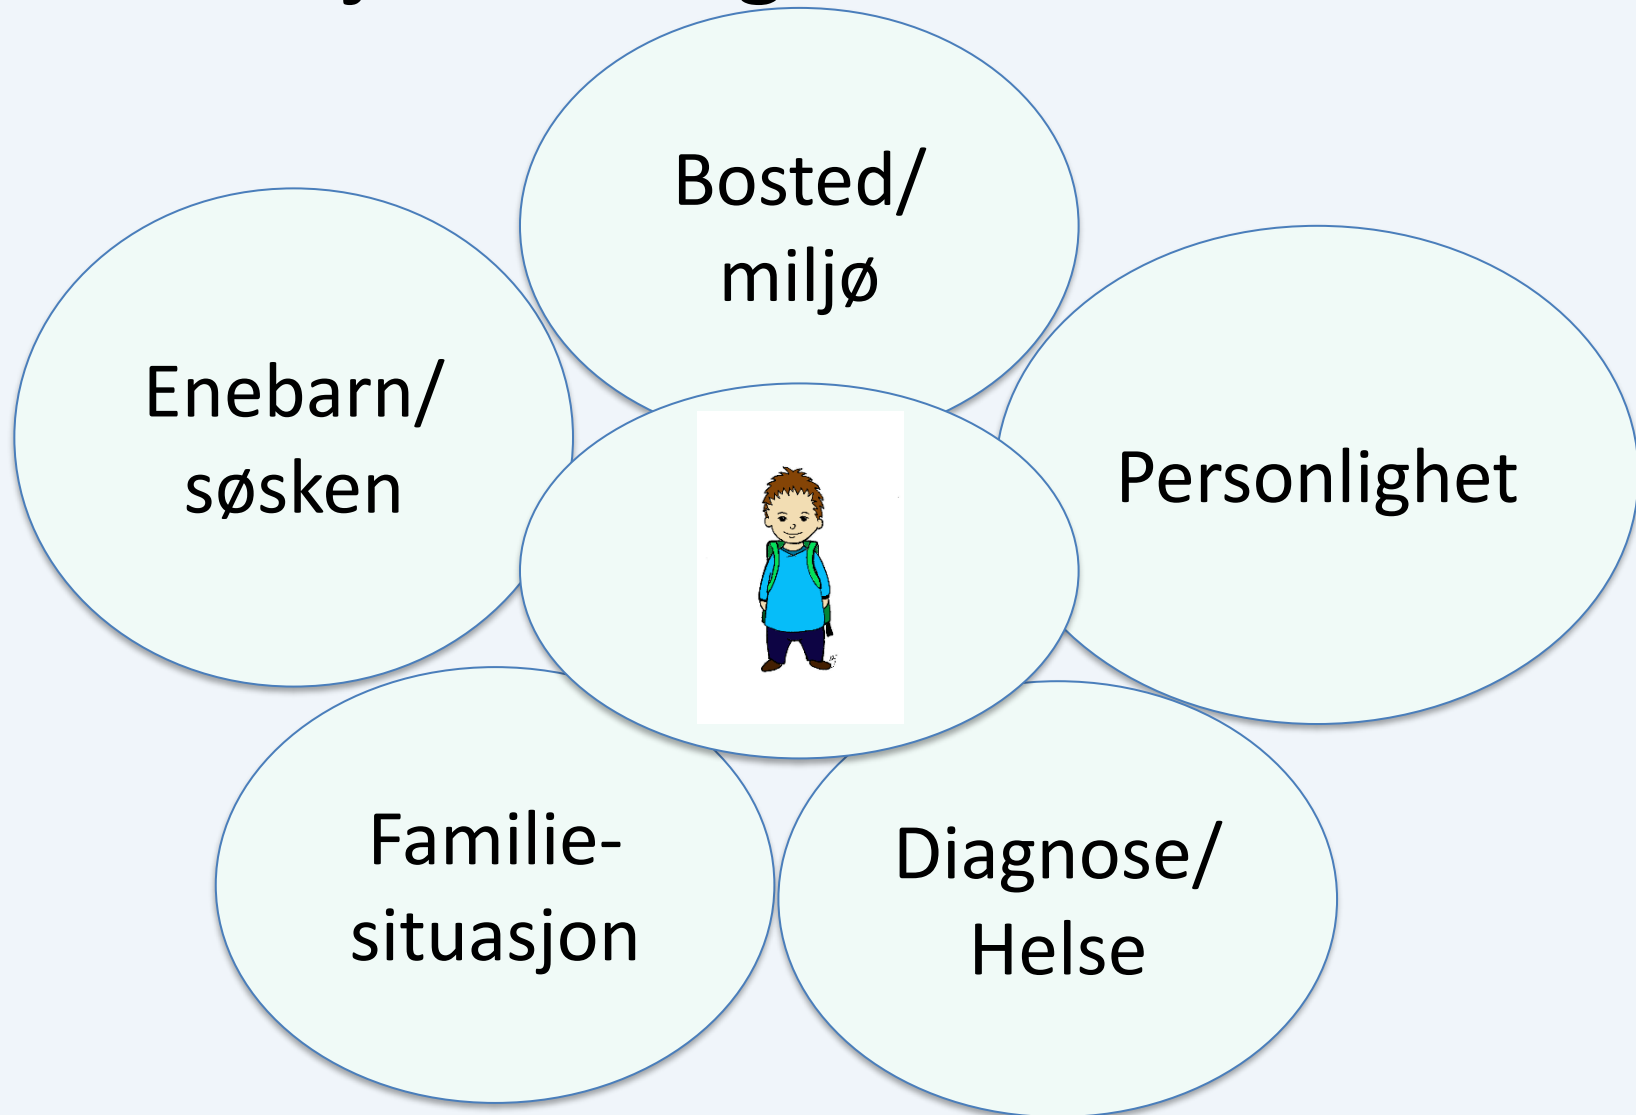 Bosted/
miljø
Enebarn/
søsken
Personlighet
Familie-
situasjon
Diagnose/
Helse